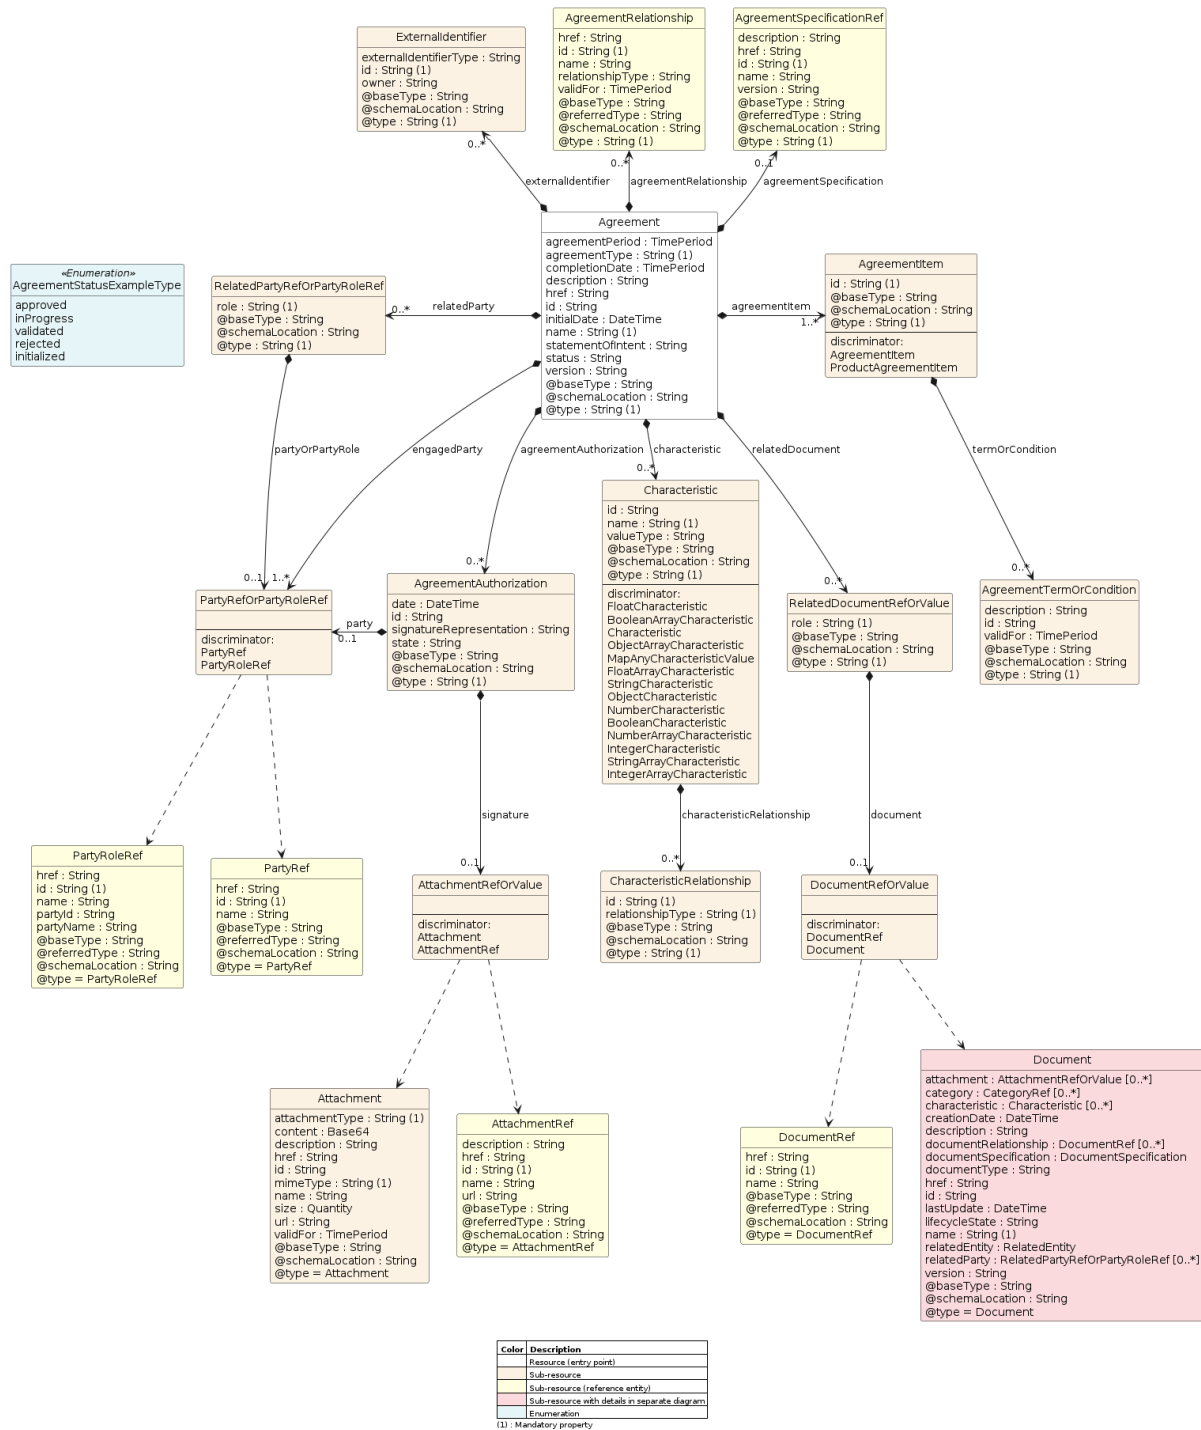 ExternalIdentifier
externalIdentifierType : String
id : String (1)
owner : String
@baseType : String
@schemaLocation : String
@type : String (1)
AgreementRelationship
href : String
id : String (1)
name : String
relationshipType : String
validFor : TimePeriod
@baseType : String
@referredType : String
@schemaLocation : String
@type : String (1)
AgreementSpecificationRef
description : String
href : String
id : String (1)
name : String
version : String
@baseType : String
@referredType : String
@schemaLocation : String
@type : String (1)
0..*
0..*
0..1
externalIdentifier
agreementRelationship
agreementSpecification
«Enumeration»
AgreementStatusExampleType
approved
inProgress
validated
rejected
initialized
RelatedPartyRefOrPartyRoleRef
role : String (1)
@baseType : String
@schemaLocation : String
@type : String (1)
0..*
relatedParty
Agreement
agreementPeriod : TimePeriod
agreementType : String (1)
completionDate : TimePeriod
description : String
href : String
id : String
initialDate : DateTime
name : String (1)
statementOfIntent : String
status : String
version : String
@baseType : String
@schemaLocation : String
@type : String (1)
agreementItem
1..*
AgreementItem
id : String (1)
@baseType : String
@schemaLocation : String
@type : String (1)
discriminator:
AgreementItem
ProductAgreementItem
partyOrPartyRole
engagedParty
agreementAuthorization
characteristic
relatedDocument
termOrCondition
0..1
1..*
0..*
0..*
0..*
0..*
PartyRefOrPartyRoleRef
discriminator:
PartyRef
PartyRoleRef
party
0..1
AgreementAuthorization
date : DateTime
id : String
signatureRepresentation : String
state : String
@baseType : String
@schemaLocation : String
@type : String (1)
Characteristic
id : String
name : String (1)
valueType : String
@baseType : String
@schemaLocation : String
@type : String (1)
discriminator:
FloatCharacteristic
BooleanArrayCharacteristic
Characteristic
ObjectArrayCharacteristic
MapAnyCharacteristicValue
FloatArrayCharacteristic
StringCharacteristic
ObjectCharacteristic
NumberCharacteristic
BooleanCharacteristic
NumberArrayCharacteristic
IntegerCharacteristic
StringArrayCharacteristic
IntegerArrayCharacteristic
RelatedDocumentRefOrValue
role : String (1)
@baseType : String
@schemaLocation : String
@type : String (1)
AgreementTermOrCondition
description : String
id : String
validFor : TimePeriod
@baseType : String
@schemaLocation : String
@type : String (1)
signature
characteristicRelationship
document
0..1
0..*
0..1
PartyRoleRef
href : String
id : String (1)
name : String
partyId : String
partyName : String
@baseType : String
@referredType : String
@schemaLocation : String
@type = PartyRoleRef
PartyRef
href : String
id : String (1)
name : String
@baseType : String
@referredType : String
@schemaLocation : String
@type = PartyRef
AttachmentRefOrValue
discriminator:
Attachment
AttachmentRef
CharacteristicRelationship
id : String (1)
relationshipType : String (1)
@baseType : String
@schemaLocation : String
@type : String (1)
DocumentRefOrValue
discriminator:
DocumentRef
Document
Attachment
attachmentType : String (1)
content : Base64
description : String
href : String
id : String
mimeType : String (1)
name : String
size : Quantity
url : String
validFor : TimePeriod
@baseType : String
@schemaLocation : String
@type = Attachment
AttachmentRef
description : String
href : String
id : String (1)
name : String
url : String
@baseType : String
@referredType : String
@schemaLocation : String
@type = AttachmentRef
DocumentRef
href : String
id : String (1)
name : String
@baseType : String
@referredType : String
@schemaLocation : String
@type = DocumentRef
Document
attachment : AttachmentRefOrValue [0..*]
category : CategoryRef [0..*]
characteristic : Characteristic [0..*]
creationDate : DateTime
description : String
documentRelationship : DocumentRef [0..*]
documentSpecification : DocumentSpecification
documentType : String
href : String
id : String
lastUpdate : DateTime
lifecycleState : String
name : String (1)
relatedEntity : RelatedEntity
relatedParty : RelatedPartyRefOrPartyRoleRef [0..*]
version : String
@baseType : String
@schemaLocation : String
@type = Document
Color Description
Resource (entry point)
Sub-resource
Sub-resource (reference entity)
Sub-resource with details in separate diagram
Enumeration
(1) : Mandatory property